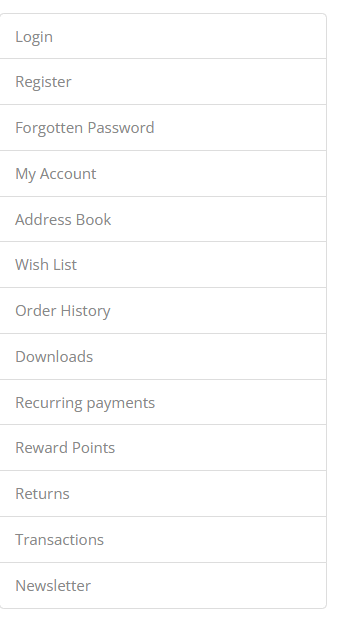 Login
Register
Forgotten Password
My Account
Address Book
Wish List
Order History
Downloads
Recurring payments
Reward Points
Returns
Transactions
Newsletter